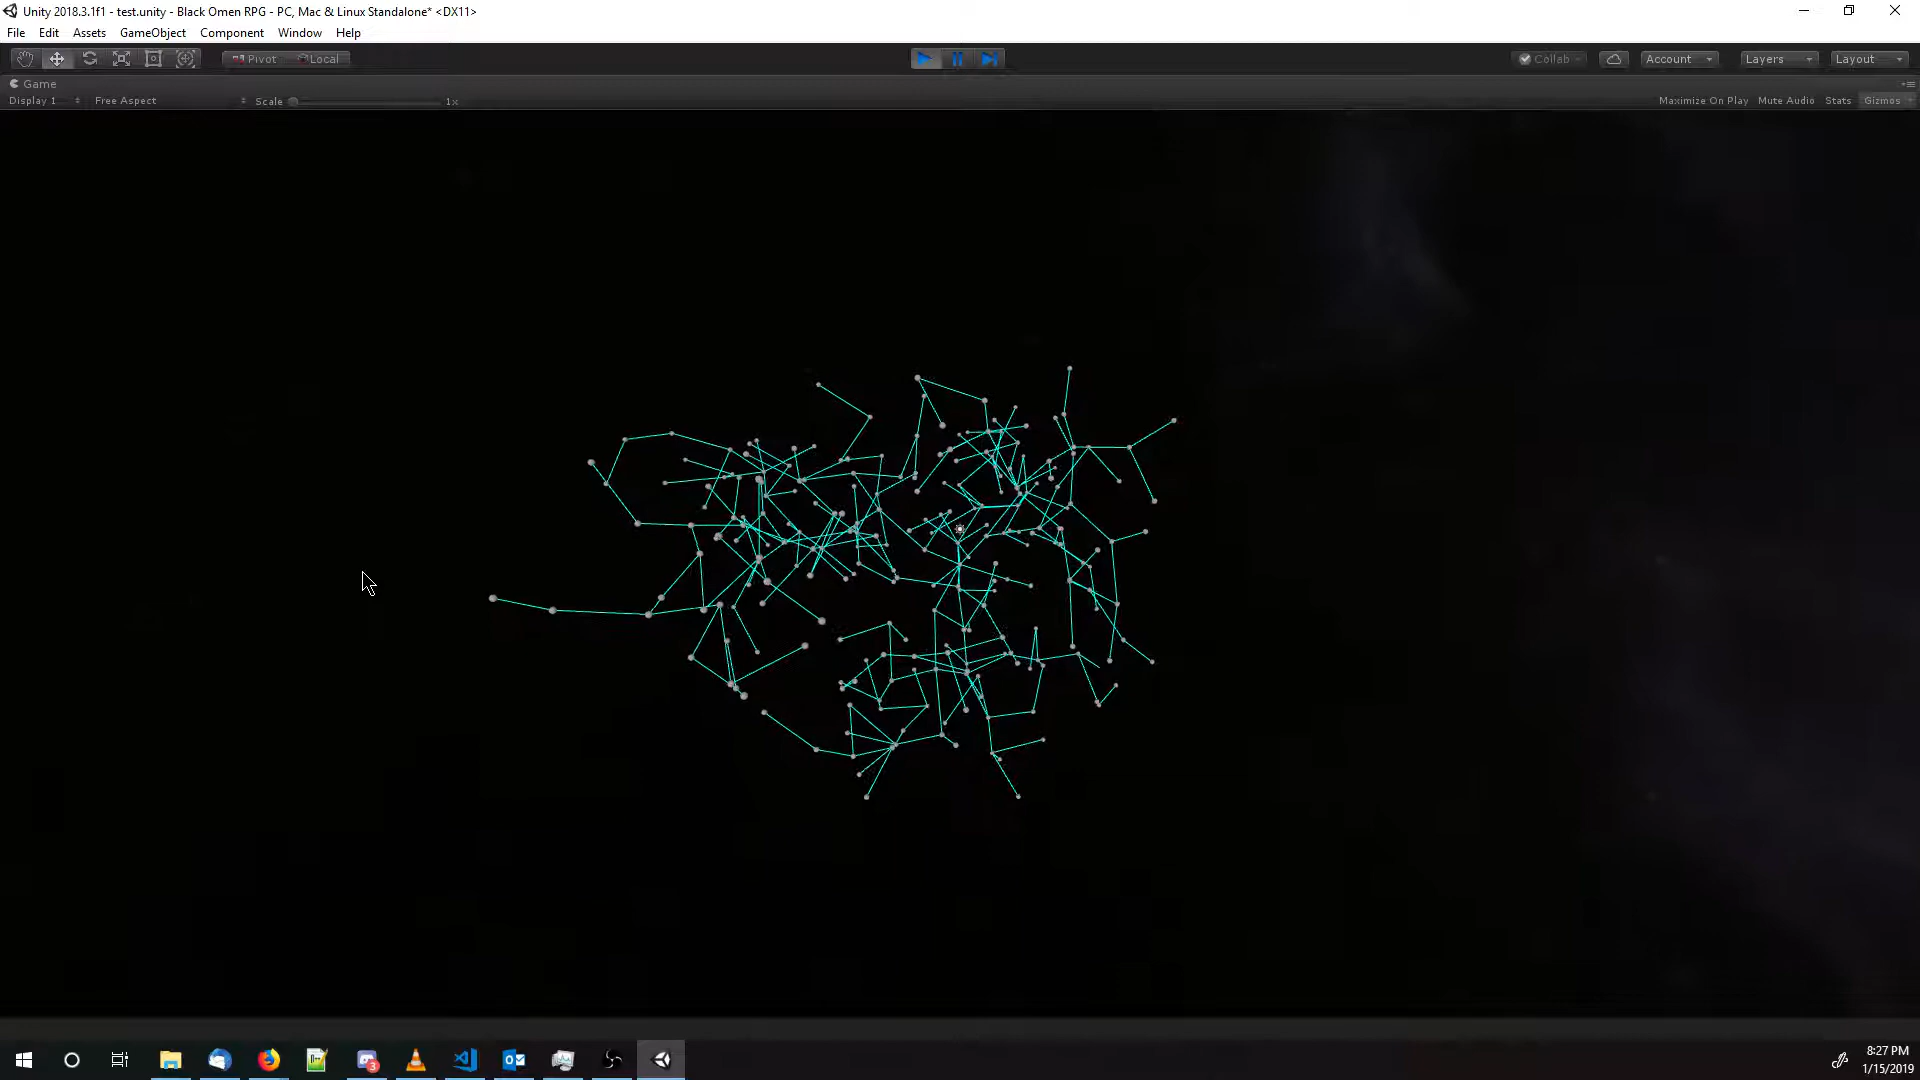 Unity 2018.3.1f1 - test.unity - Black Omen RPG - PC, Mac & Linux Standalone* <DX11>
File Edit Assets GameObject Component Window Help
Pivot Local Collab Account Layers Layout
Game
Display 1 Free Aspect Scale 1x Maximize On Play Mute Audio Stats Gizmos
3
8:27 PM
1/15/2019